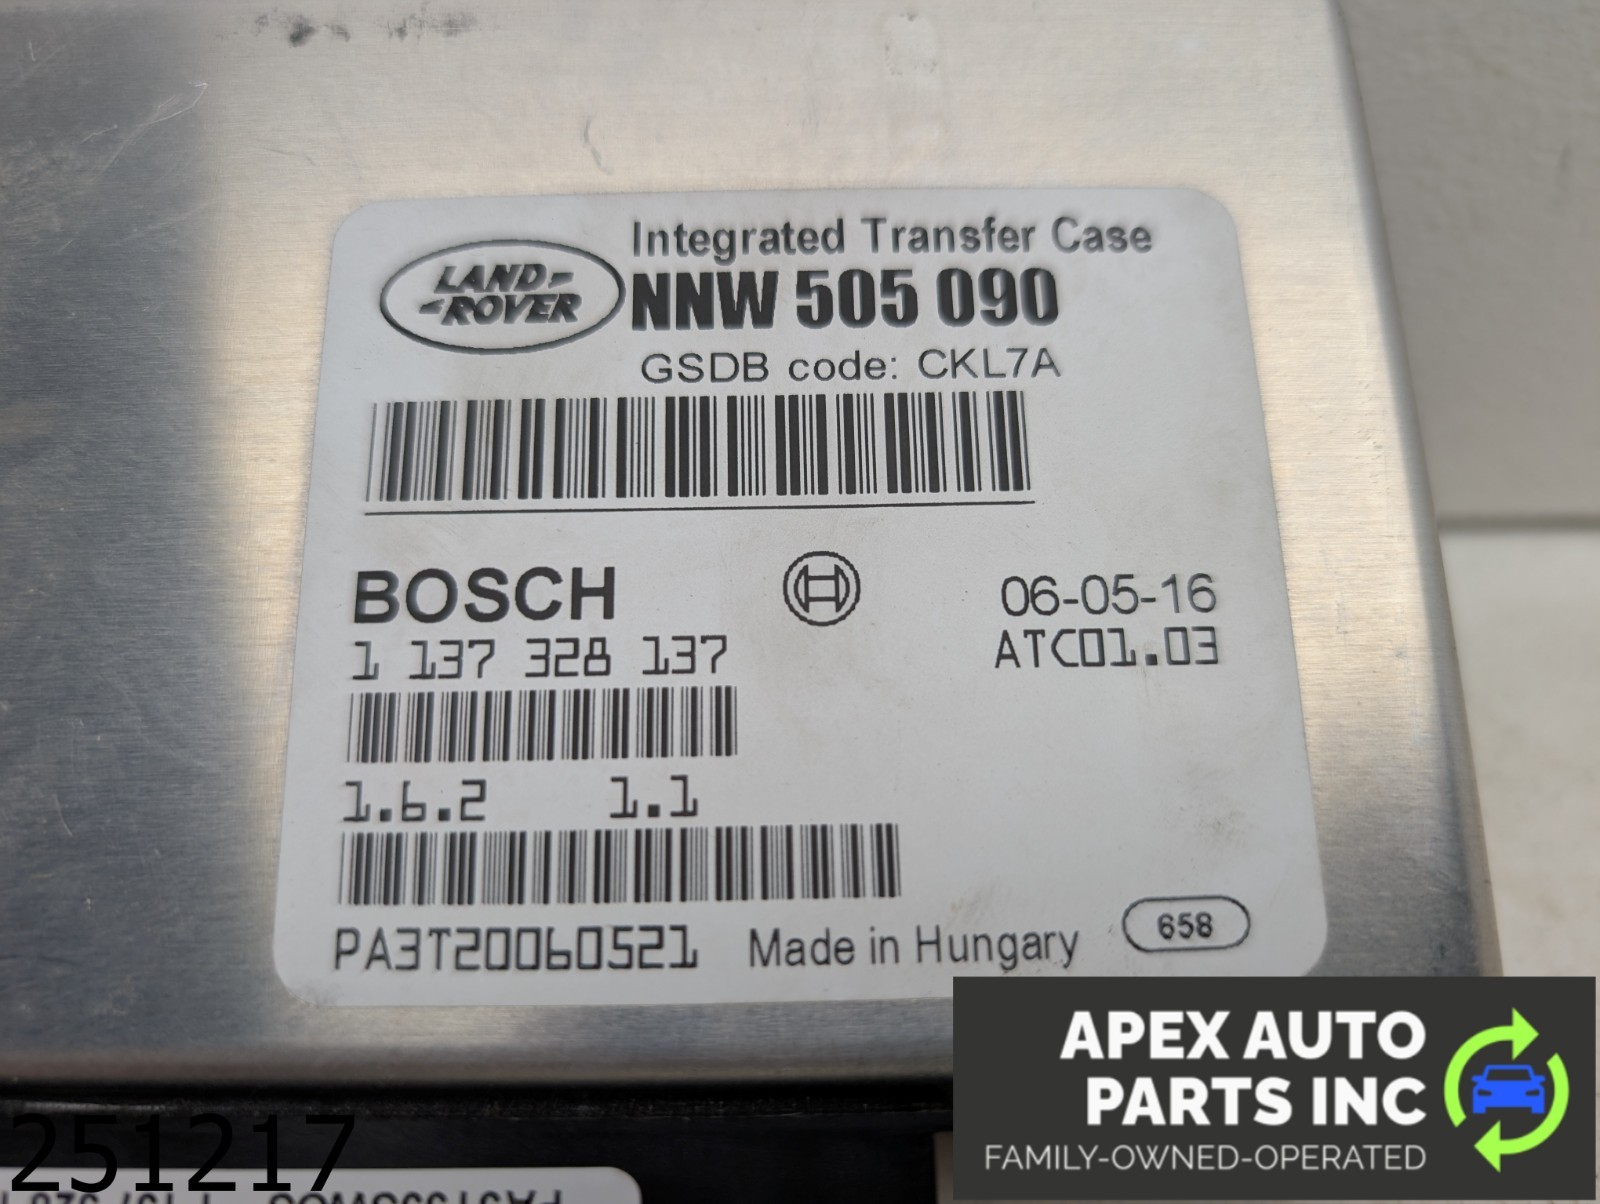 Integrated Transfer Case
LAND-
-ROVER
NNW 505 090
GSDB code: CKL7A
BOSCH
06-05-16
1 137 328 137
ATC01.03
1.6.2 1.1
PA3T20060521 Made in Hungary 658
APEX AUTO
PARTS INC
FAMILY-OWNED-OPERATED
251217